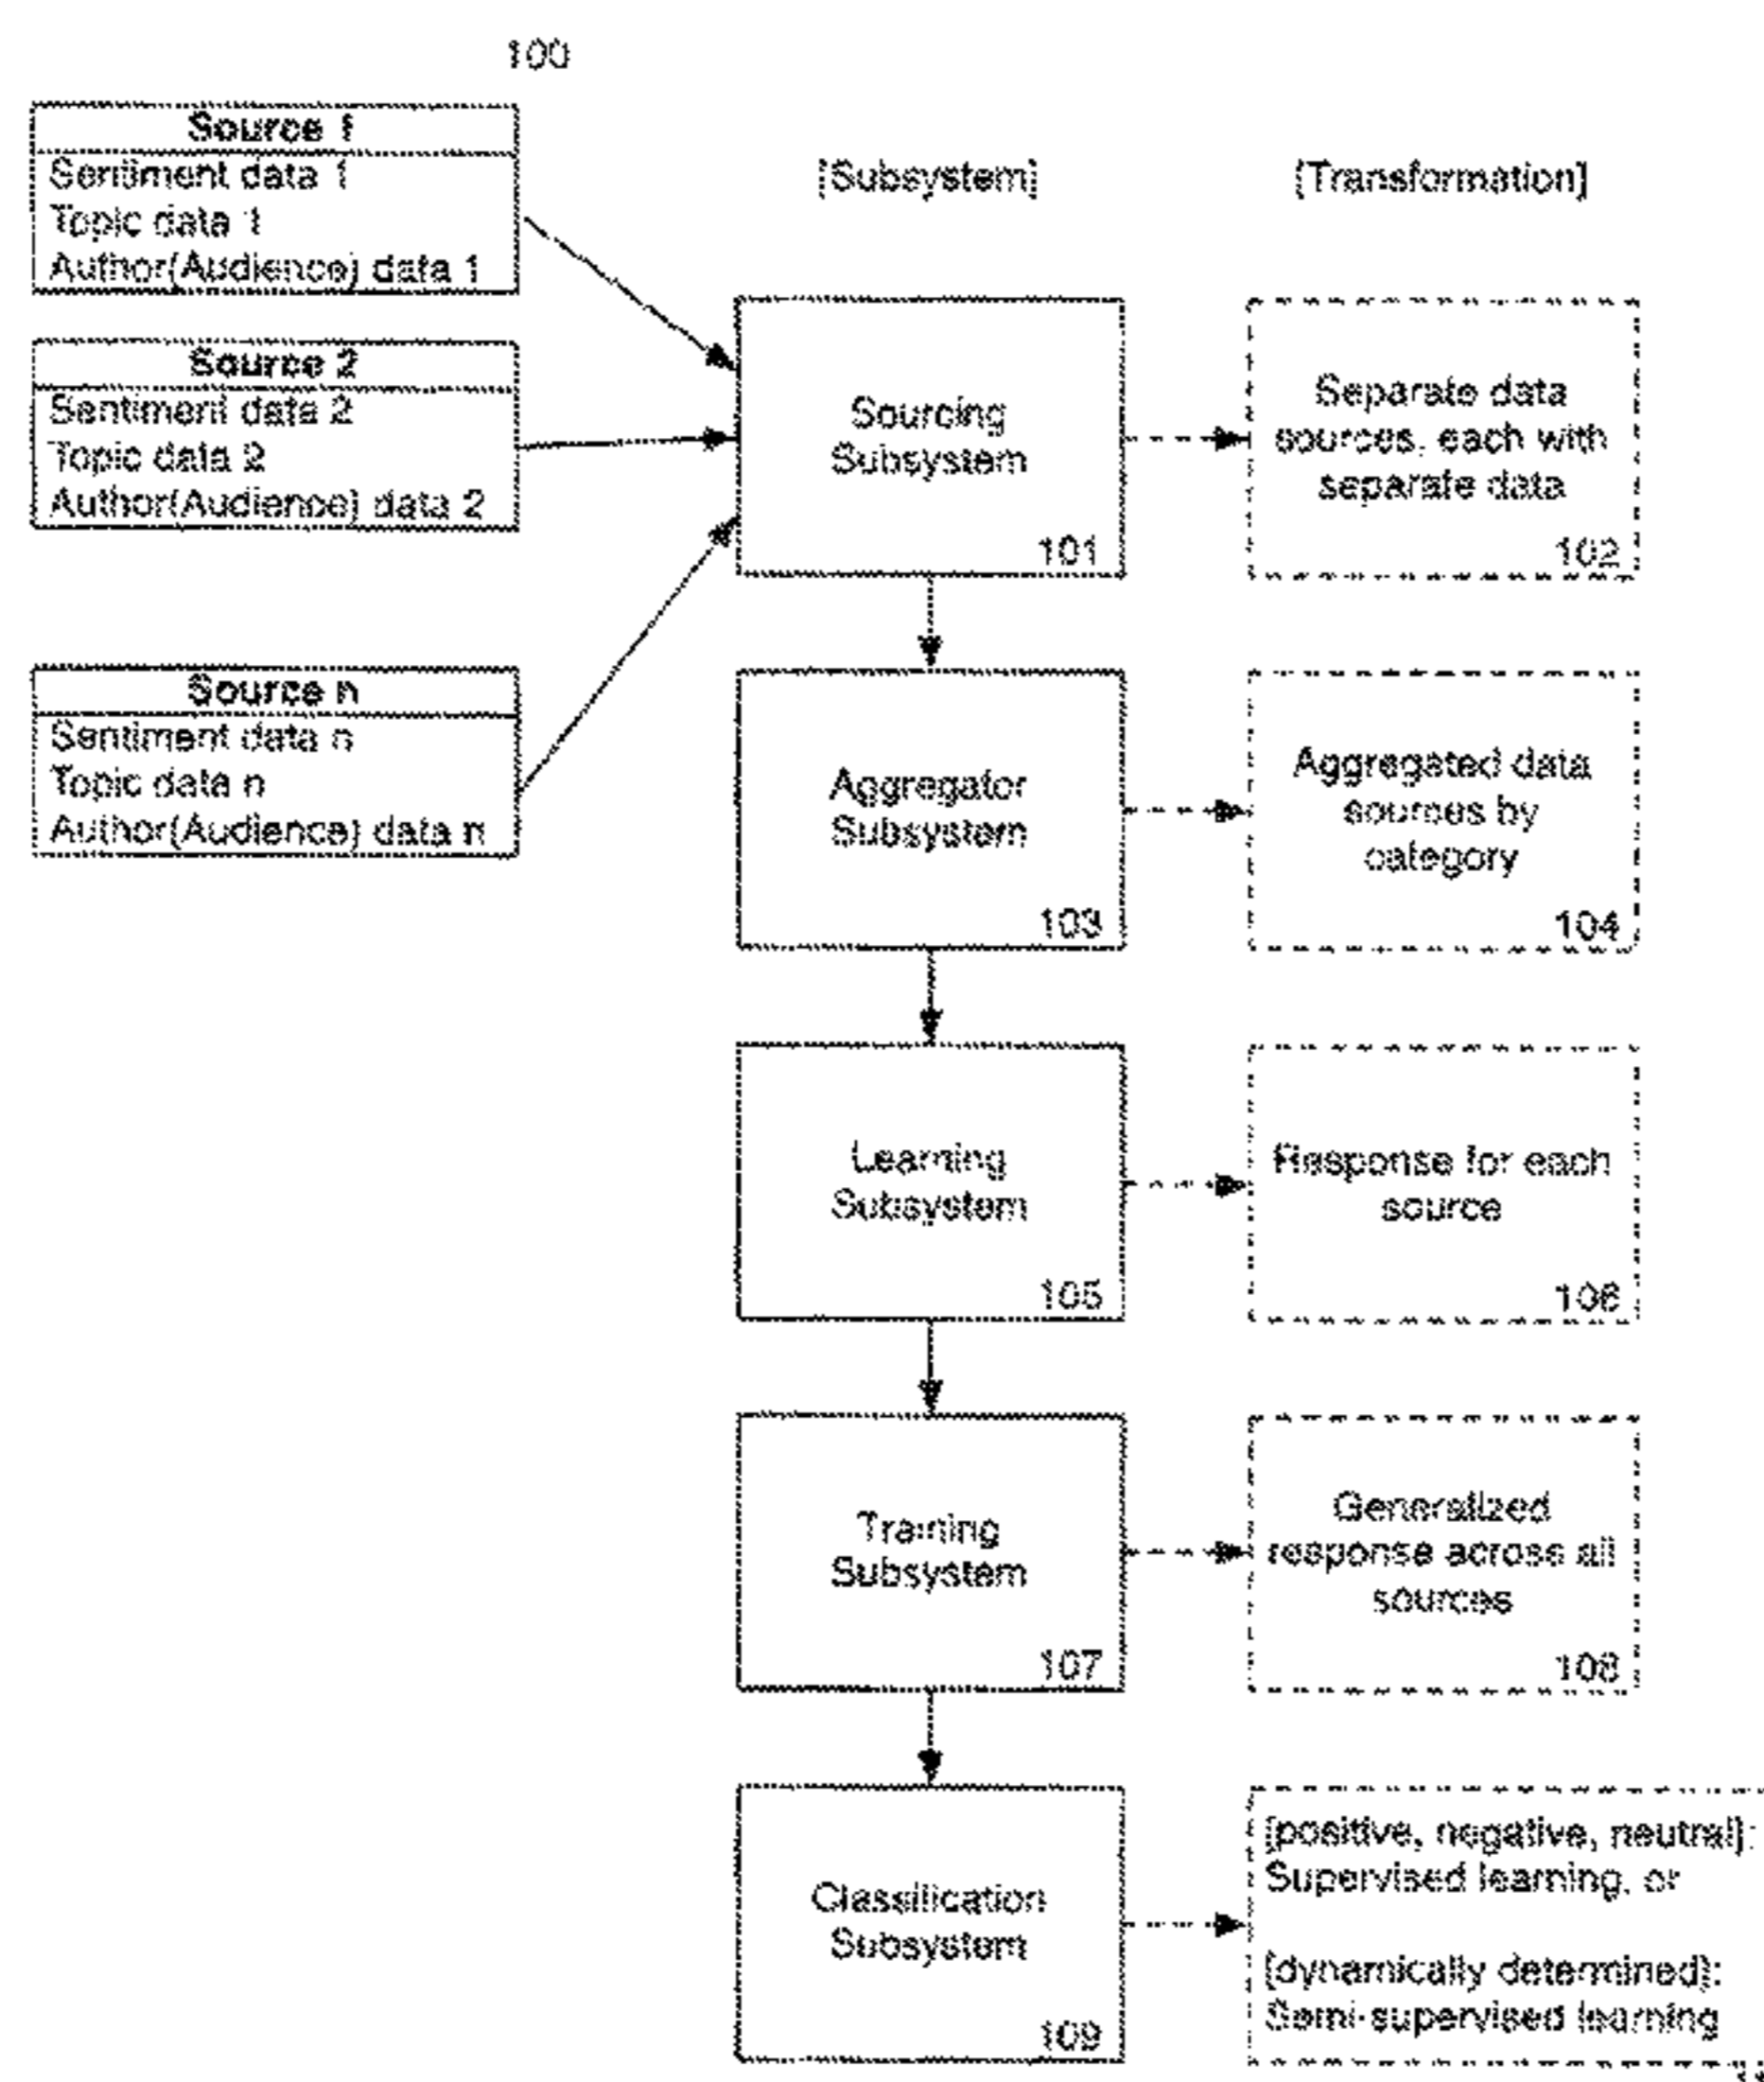 100
Source 1
Sentiment data 1
Topic data 1
Author(Audience) data 1
[Subsystem]
[Transformation]
Source 2
Sentiment data 2
Topic data 2
Author(Audience) data 2
Sourcing
Subsystem
101
Separate data
sources, each with
separate data
102
Source n
Sentiment data n
Topic data n
Author(Audience) data n
Aggregator
Subsystem
103
Aggregated data
sources by
category
104
Learning
Subsystem
105
Response for each
source
106
Training
Subsystem
107
Generalized
response across all
sources
108
Classification
Subsystem
109
[positive, negative, neutral]:
Supervised learning, or
[dynamically determined]:
Semi-supervised learning